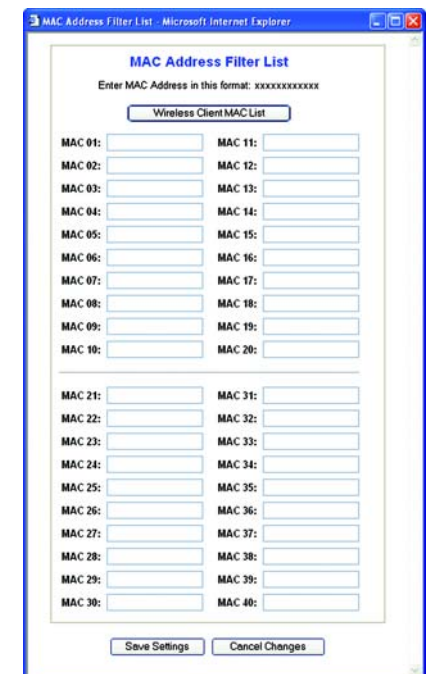 MAC Address Filter List - Microsoft Internet Explorer
MAC Address Filter List
Enter MAC Address in this format: xxxxxxxxxxxx
Wireless Client MAC List
MAC 01: MAC 11:
MAC 02: MAC 12:
MAC 03: MAC 13:
MAC 04: MAC 14:
MAC 05: MAC 15:
MAC 06: MAC 16:
MAC 07: MAC 17:
MAC 08: MAC 18:
MAC 09: MAC 19:
MAC 10: MAC 20:
MAC 21: MAC 31:
MAC 22: MAC 32:
MAC 23: MAC 33:
MAC 24: MAC 34:
MAC 25: MAC 35:
MAC 26: MAC 36:
MAC 27: MAC 37:
MAC 28: MAC 38:
MAC 29: MAC 39:
MAC 30: MAC 40:
Save Settings Cancel Changes